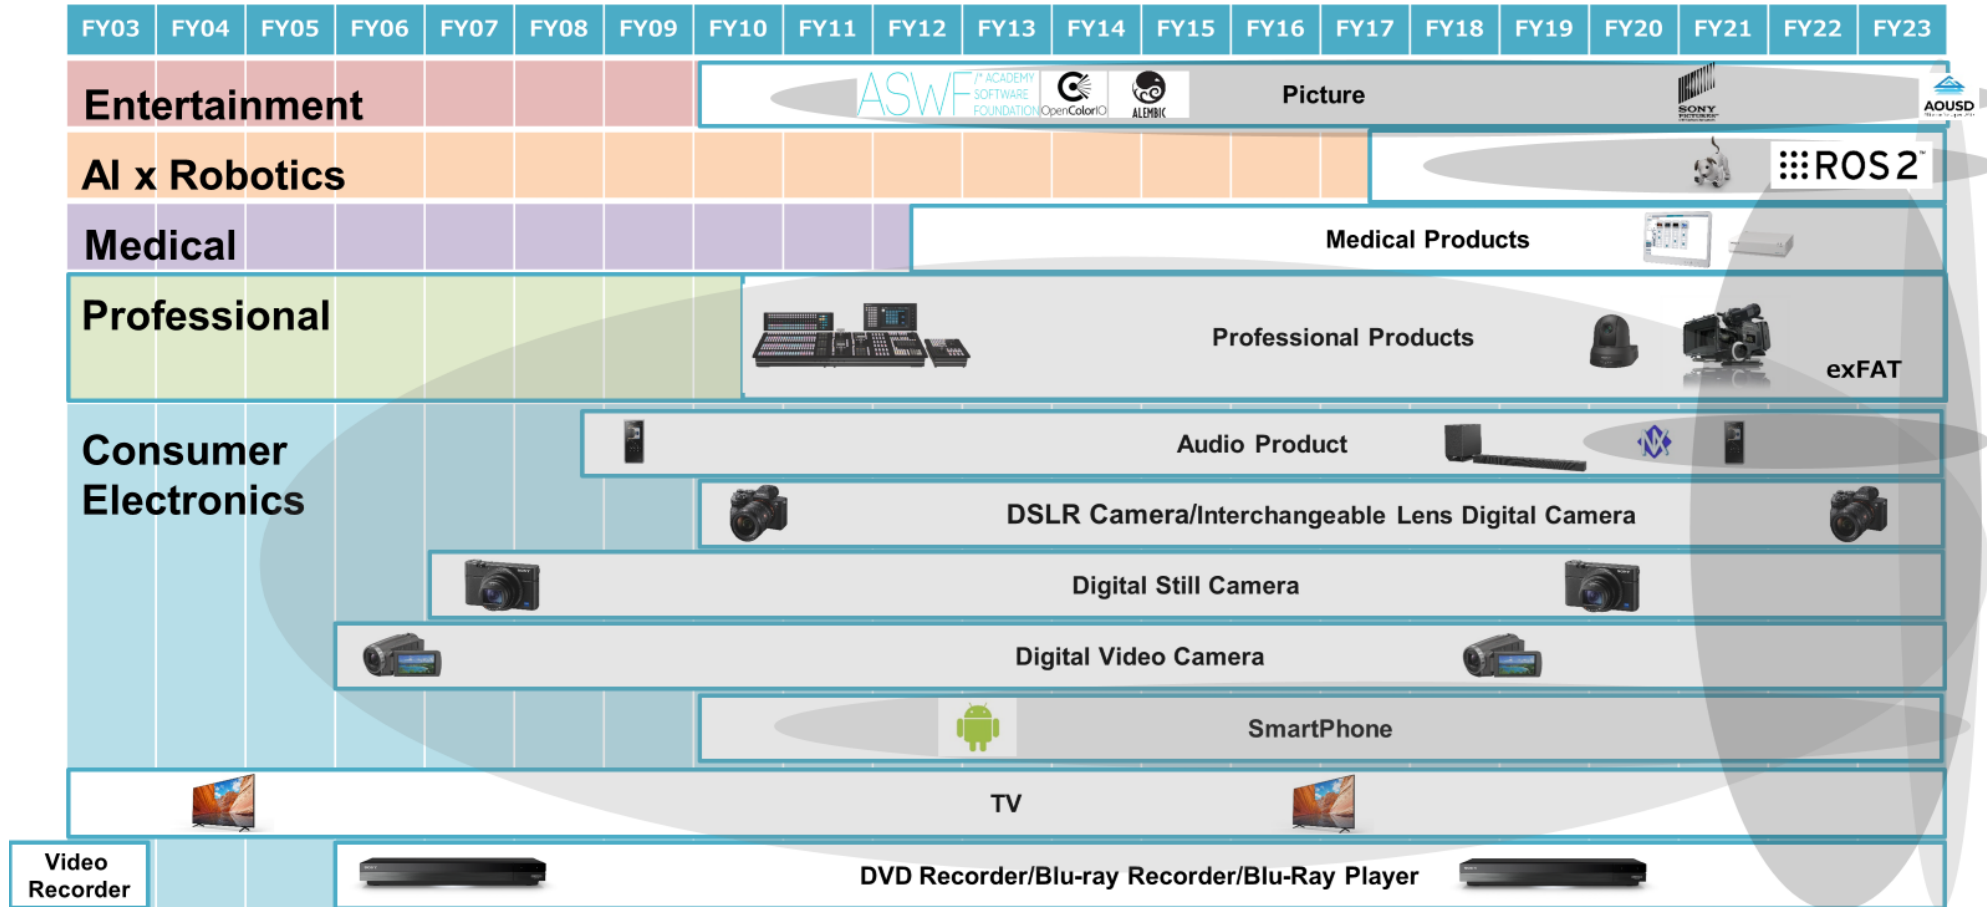 FY03 FY04 FY05 FY06 FY07 FY08 FY09 FY10 FY11 FY12 FY13 FY14 FY15 FY16 FY17 FY18 FY19 FY20 FY21 FY22 FY23
Entertainment
ASWF
/* ACADEMY
SOFTWARE
FOUNDATION
OpenColorIO
ALEMBIC
Picture
SONY
PICTURES
AOUSD
AI x Robotics
ROS 2
Medical
Medical Products
Professional
Professional Products
exFAT
Consumer
Electronics
Audio Product
NX
DSLR Camera/Interchangeable Lens Digital Camera
Digital Still Camera
Digital Video Camera
SmartPhone
TV
Video
Recorder
DVD Recorder/Blu-ray Recorder/Blu-Ray Player